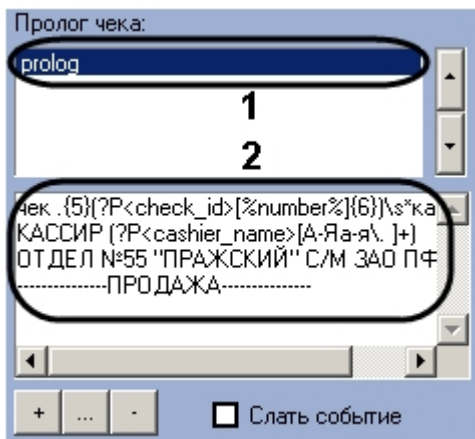 Пролог чека:
prolog
1
2
чек .{5}(?P<check_id>[%number%]{6})\s*ка
КАССИР (?P<cashier_name>[А-Яа-я\. ]+)
ОТДЕЛ №55 "ПРАЖСКИЙ" С/М ЗАО ПФ
--------------ПРОДАЖА--------------
+ ... - Слать событие